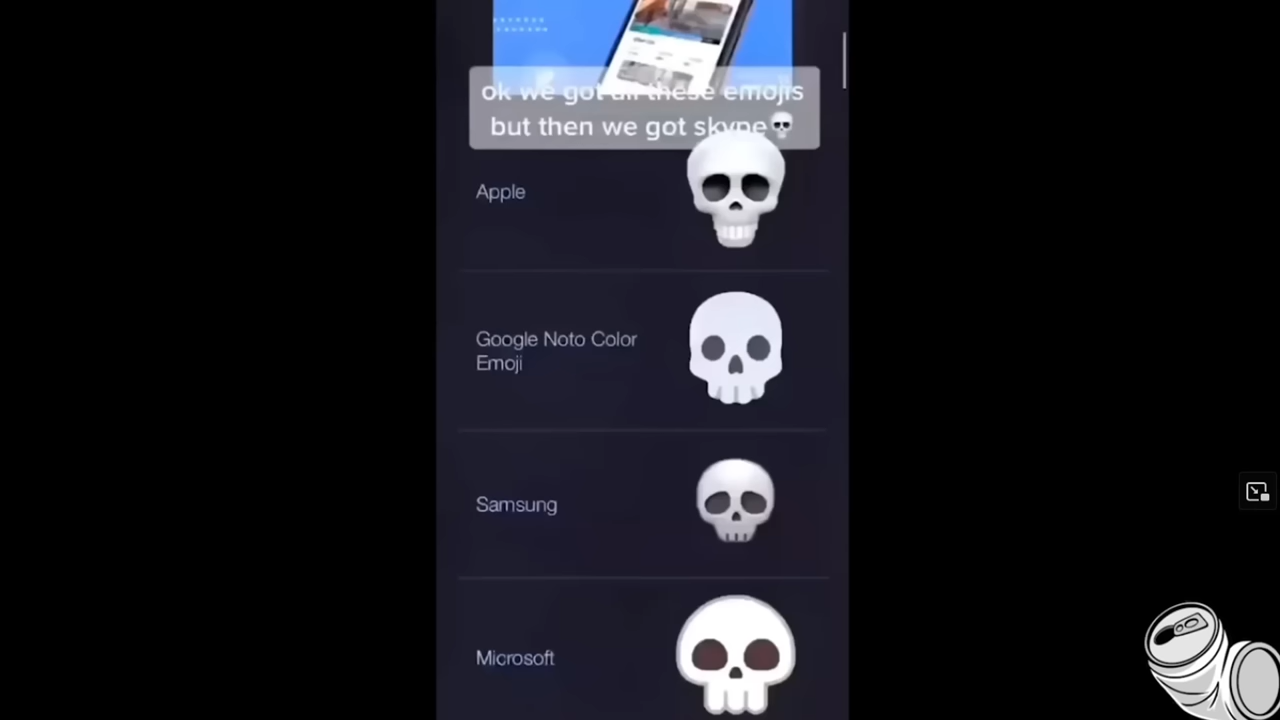 ok we got all these emojis
but then we got skype💀
Apple
Google Noto Color
Emoji
Samsung
Microsoft